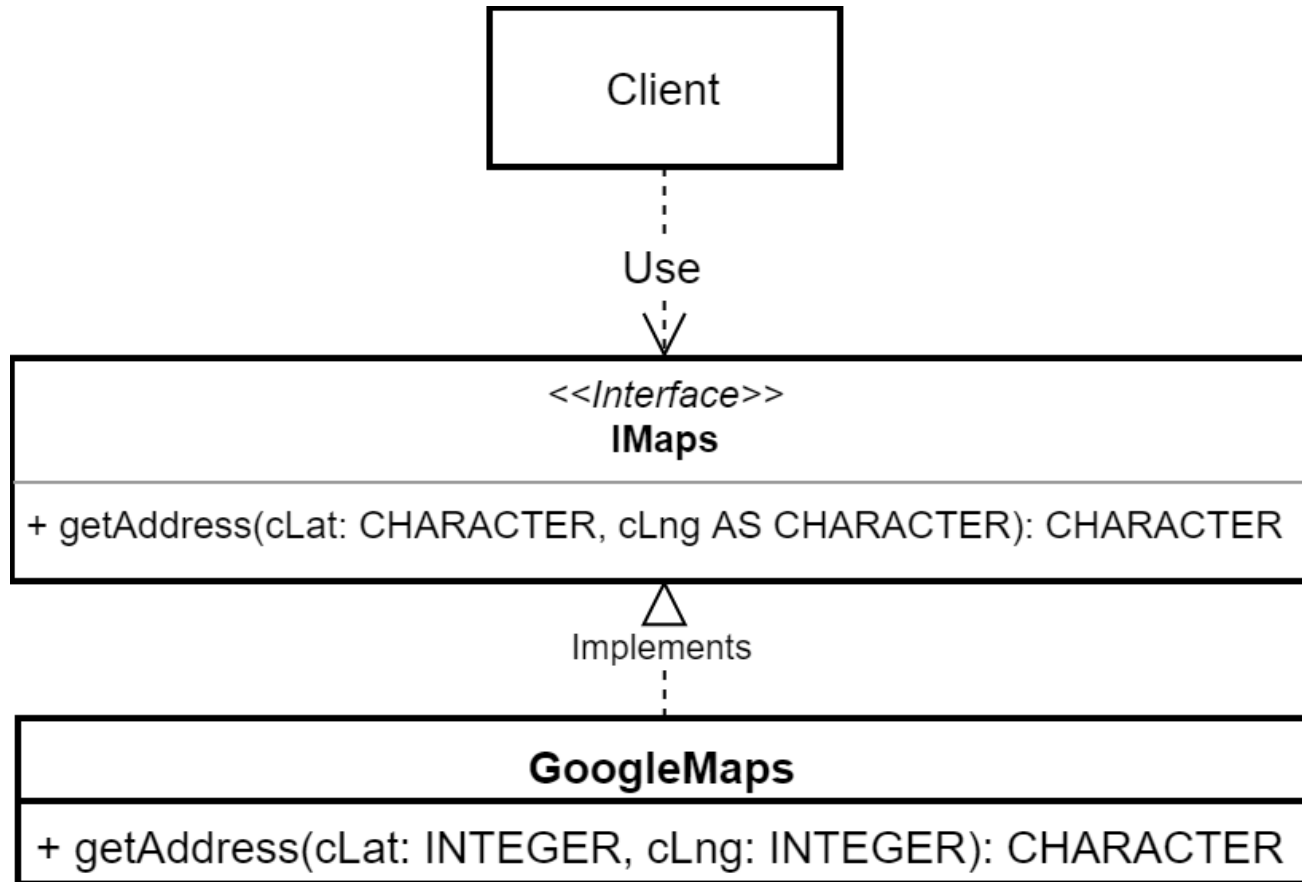 Client
Use
<<Interface>>
IMaps
+ getAddress(cLat: CHARACTER, cLng AS CHARACTER): CHARACTER
Implements
GoogleMaps
+ getAddress(cLat: INTEGER, cLng: INTEGER): CHARACTER